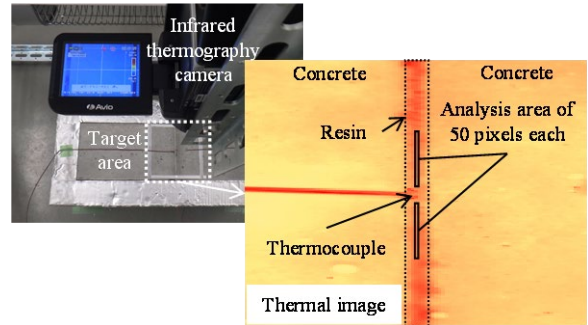 Infrared
thermography
camera
Avio
Target
area
Concrete
Concrete
Resin
Analysis area of
50 pixels each
Thermocouple
Thermal image